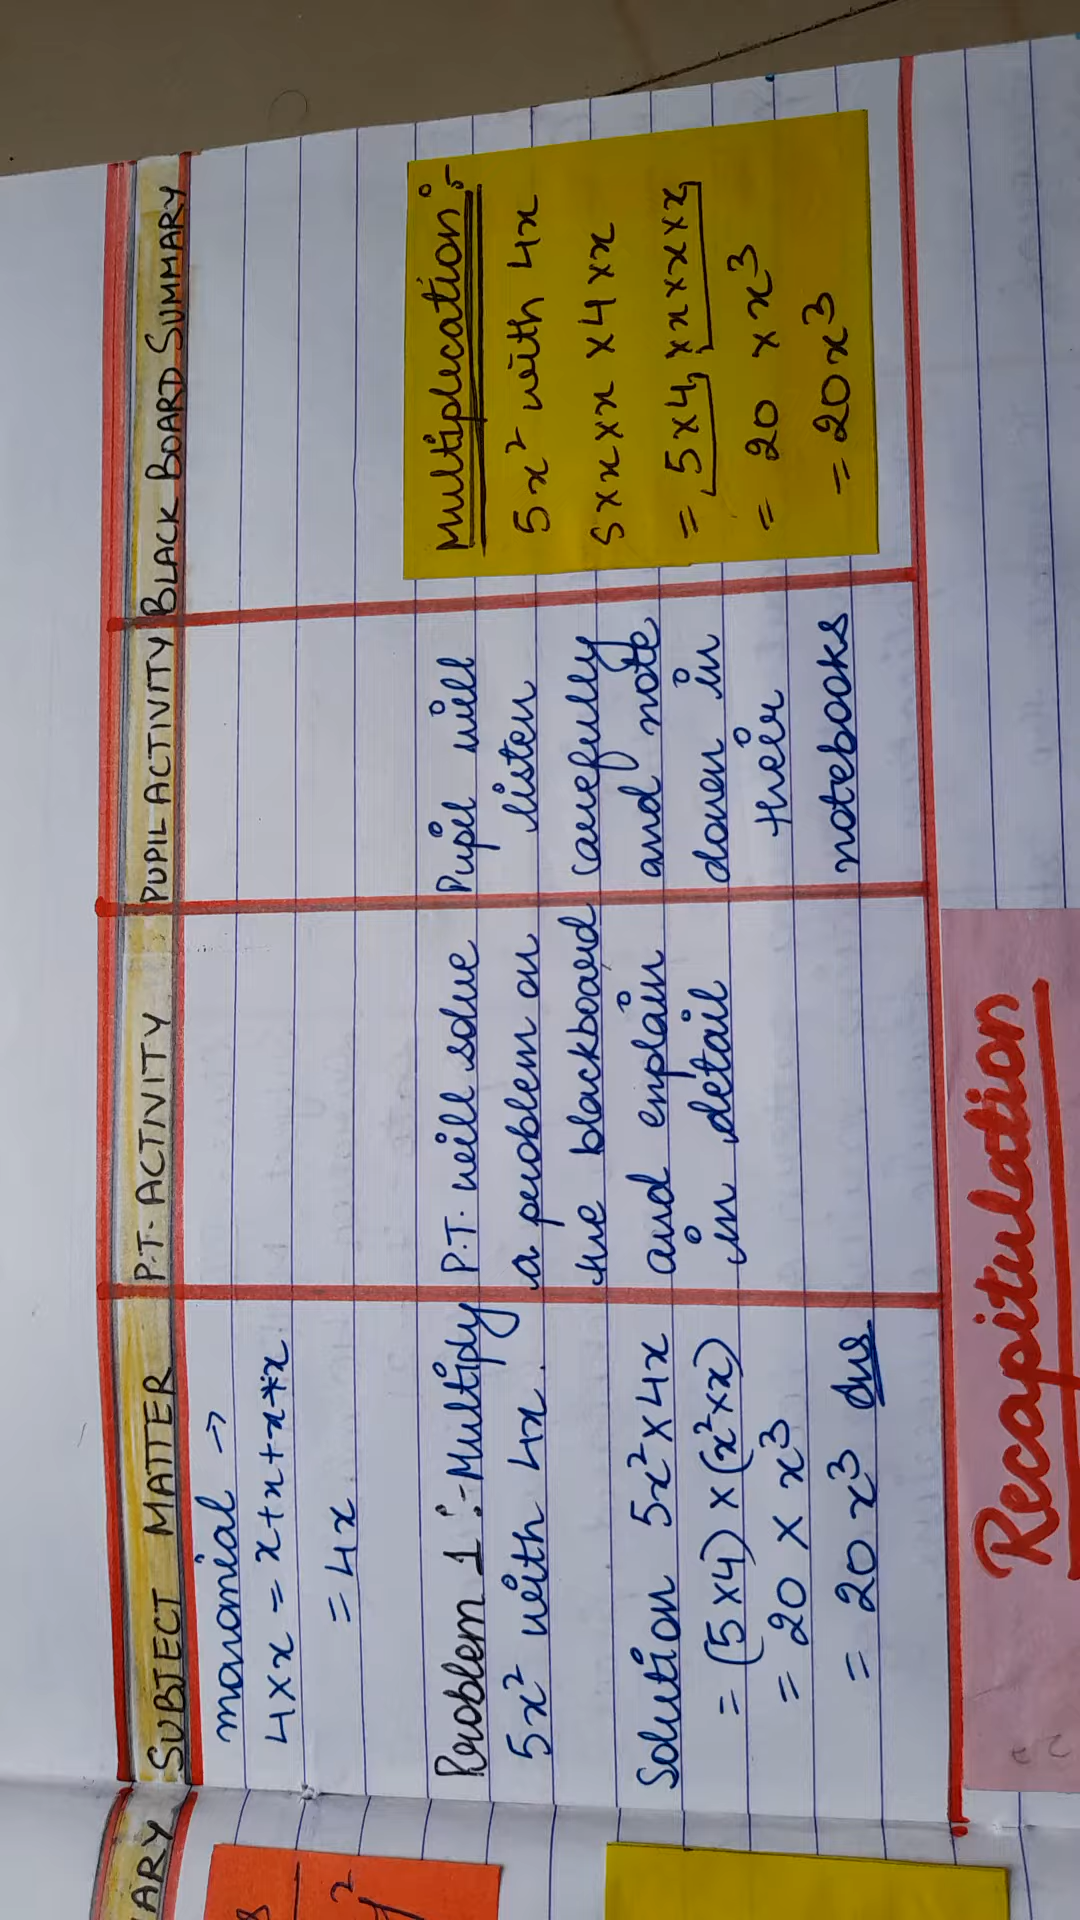 SUBJECT MATTER
monomial →
4×x = x+x+x+x
= 4x
Problem 1:- Multiply
5x² with 4x.
Solution 5x²×4x
= (5×4)×(x²×x)
= 20 × x³
= 20x³ Ans
P.T. ACTIVITY
P.T. will solve
a problem on
the blackboard
and explain
in detail
PUPIL ACTIVITY
Pupil will
listen
carefully
and note
down in
their
notebooks
BLACK BOARD SUMMARY
Multiplication:-
5x² with 4x
5×x×x×4×x
= 5×4×x×x×x
= 20 × x³
= 20x³
Recapitulation
ARY